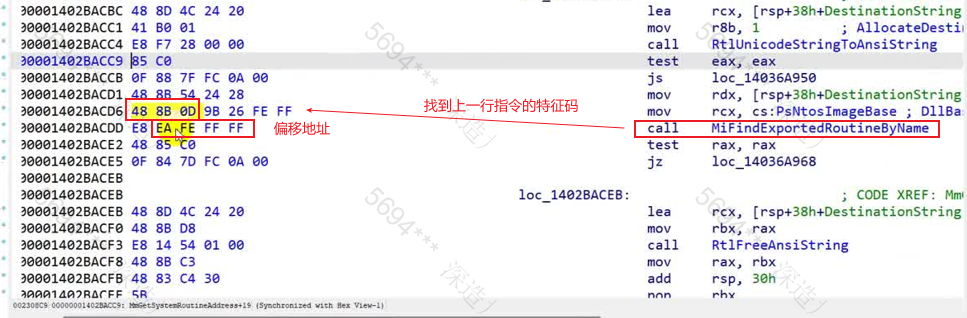 00001402BACBC 48 8D 4C 24 20 lea rcx, [rsp+38h+DestinationString
00001402BACC1 41 B0 01 mov r8b, 1 ; AllocateDesti
00001402BACC4 E8 F7 28 00 00 call RtlUnicodeStringToAnsiString
00001402BACC9 85 C0 test eax, eax
00001402BACCB 0F 88 7F FC 0A 00 js loc_14036A950
00001402BACD1 48 8B 54 24 28 mov rdx, [rsp+38h+DestinationString
00001402BACD6 48 8B 0D 9B 26 FE FF mov rcx, cs:PsNtosImageBase ; DllBa
找到上一行指令的特征码
00001402BACDD E8 EA FE FF FF call MiFindExportedRoutineByName
偏移地址
00001402BACE2 48 85 C0 test rax, rax
00001402BACE5 0F 84 7D FC 0A 00 jz loc_14036A968
00001402BACEB
00001402BACEB loc_1402BACEB: ; CODE XREF: Mm
00001402BACEB 48 8D 4C 24 20 lea rcx, [rsp+38h+DestinationString
00001402BACF0 48 8B D8 mov rbx, rax
00001402BACF3 E8 14 54 01 00 call RtlFreeAnsiString
00001402BACF8 48 8B C3 mov rax, rbx
00001402BACFB 48 83 C4 30 add rsp, 30h
00001402BACFF 5B pop rbx
002308C9 00000001402BACC9: MmGetSystemRoutineAddress+19 (Synchronized with Hex View-1)
5694*** 深造